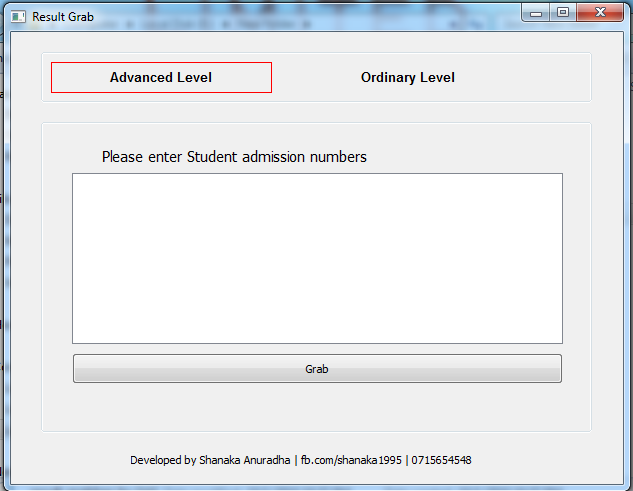 Result Grab
Advanced Level Ordinary Level
Please enter Student admission numbers
Grab
Developed by Shanaka Anuradha | fb.com/shanaka1995 | 0715654548